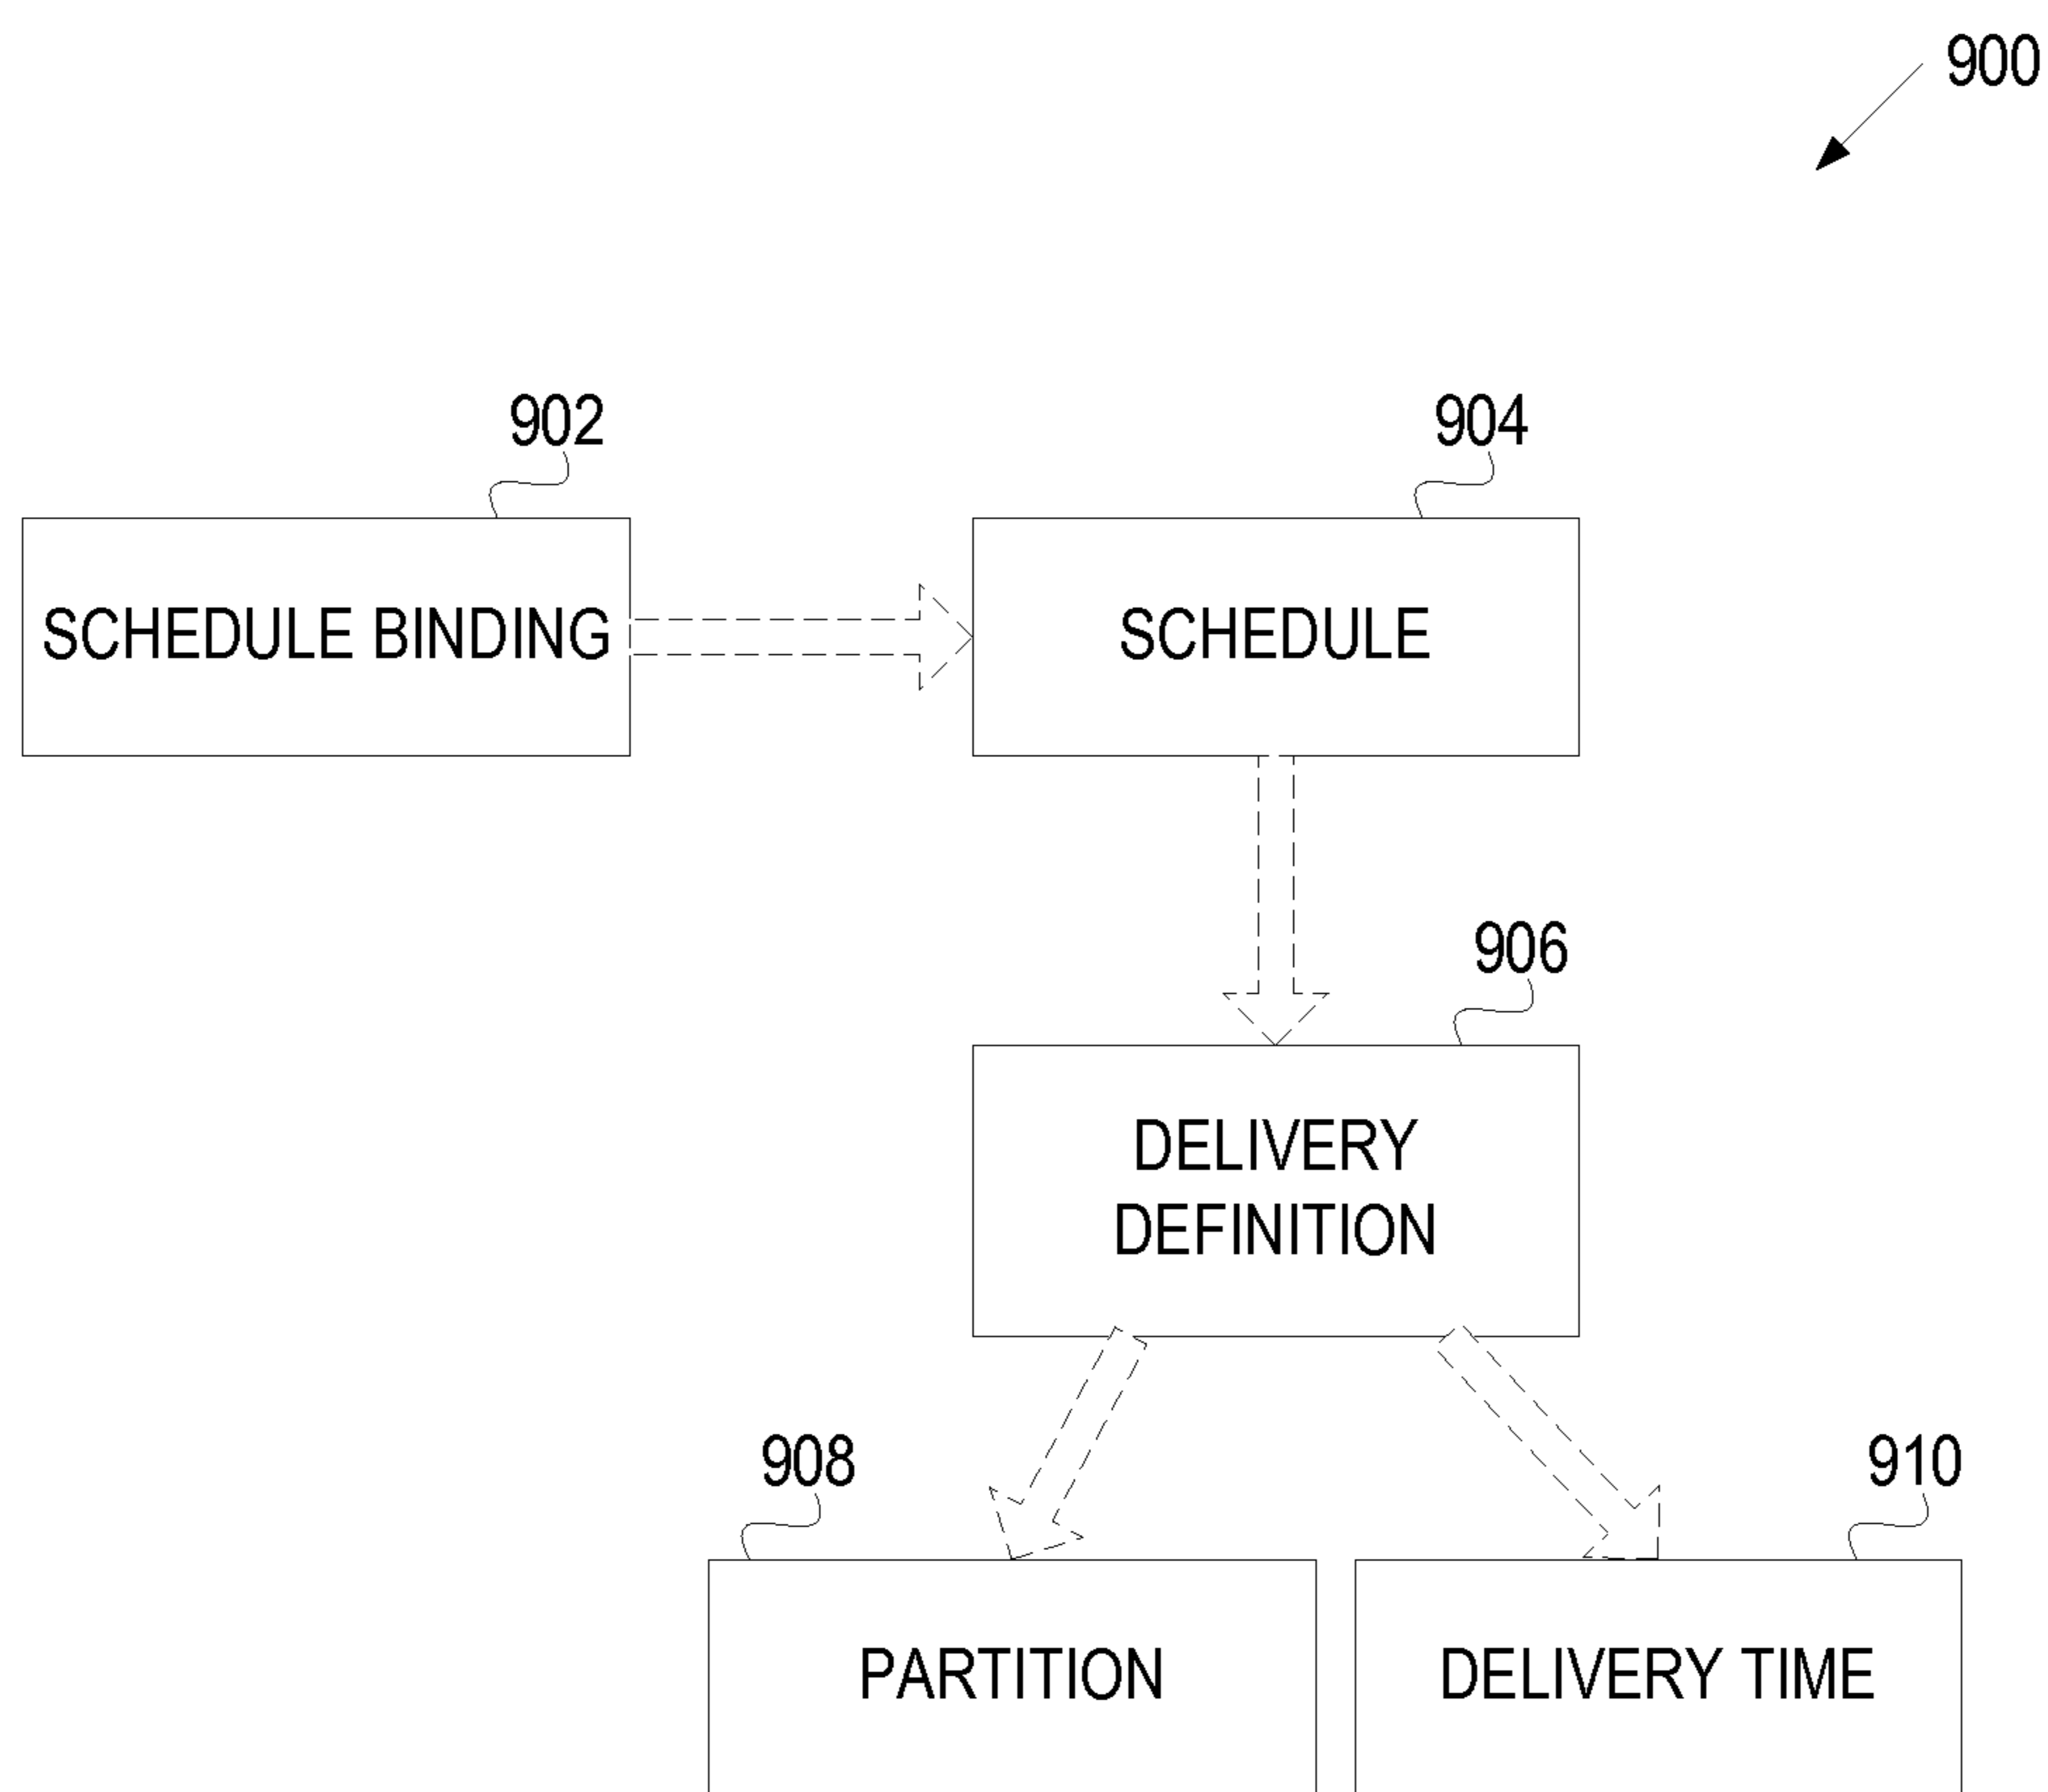 900
902
904
SCHEDULE BINDING
SCHEDULE
906
DELIVERY
DEFINITION
908
910
PARTITION
DELIVERY TIME